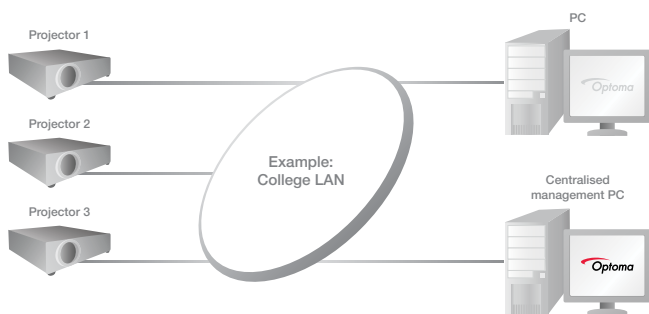 Projector 1
PC
Optoma
Projector 2
Example:
College LAN
Projector 3
Centralised
management PC
Optoma